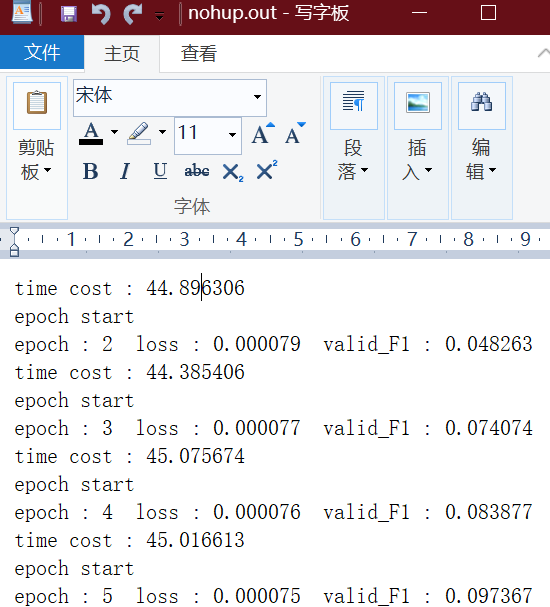 nohup.out - 写字板
文件 主页 查看
宋体
A 11 A A
剪贴板 B I U abc X₂ X² 段落 插入 编辑
字体
1 2 3 4 5 6 7 8 9
time cost : 44.896306
epoch start
epoch : 2 loss : 0.000079 valid_F1 : 0.048263
time cost : 44.385406
epoch start
epoch : 3 loss : 0.000077 valid_F1 : 0.074074
time cost : 45.075674
epoch start
epoch : 4 loss : 0.000076 valid_F1 : 0.083877
time cost : 45.016613
epoch start
epoch : 5 loss : 0.000075 valid_F1 : 0.097367